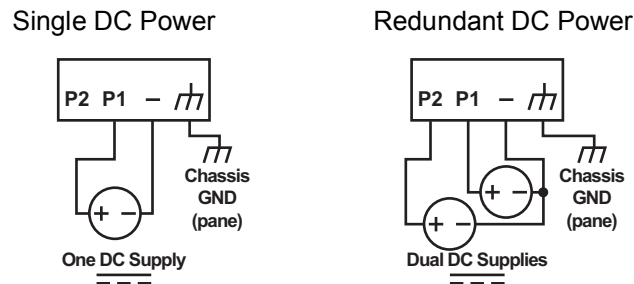 Single DC Power
P2 P1 –
Chassis
GND
(pane)
+ –
One DC Supply
Redundant DC Power
P2 P1 –
Chassis
GND
(pane)
+ –
+ –
Dual DC Supplies